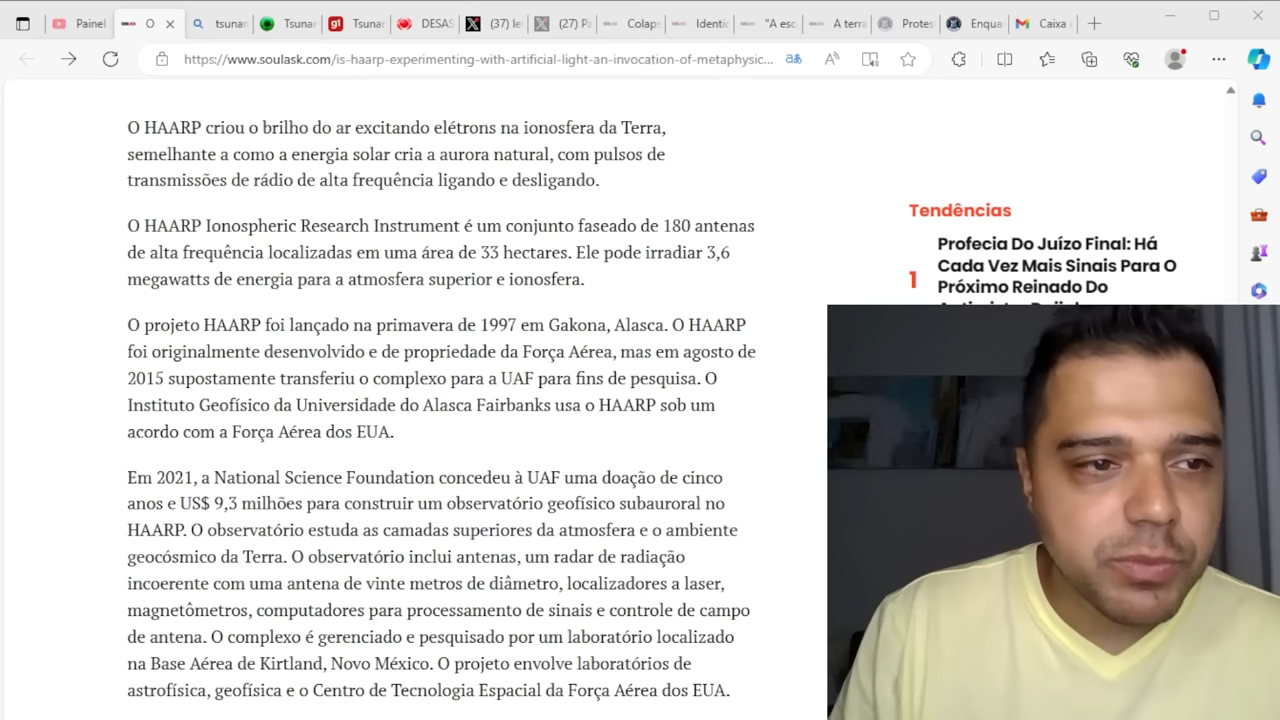 Painel
O
tsunar
Tsunar
g1 Tsunar
DESAS
X (37) le
X (27) Pa
Colaps
Identic
"A esc
A terra
Protes
Enqua
Caixa
https://www.soulask.com/is-haarp-experimenting-with-artificial-light-an-invocation-of-metaphysic...
O HAARP criou o brilho do ar excitando elétrons na ionosfera da Terra,
semelhante a como a energia solar cria a aurora natural, com pulsos de
transmissões de rádio de alta frequência ligando e desligando.
O HAARP Ionospheric Research Instrument é um conjunto faseado de 180 antenas
de alta frequência localizadas em uma área de 33 hectares. Ele pode irradiar 3,6
megawatts de energia para a atmosfera superior e ionosfera.
O projeto HAARP foi lançado na primavera de 1997 em Gakona, Alasca. O HAARP
foi originalmente desenvolvido e de propriedade da Força Aérea, mas em agosto de
2015 supostamente transferiu o complexo para a UAF para fins de pesquisa. O
Instituto Geofísico da Universidade do Alasca Fairbanks usa o HAARP sob um
acordo com a Força Aérea dos EUA.
Em 2021, a National Science Foundation concedeu à UAF uma doação de cinco
anos e US$ 9,3 milhões para construir um observatório geofísico subauroral no
HAARP. O observatório estuda as camadas superiores da atmosfera e o ambiente
geocósmico da Terra. O observatório inclui antenas, um radar de radiação
incoerente com uma antena de vinte metros de diâmetro, localizadores a laser,
magnetômetros, computadores para processamento de sinais e controle de campo
de antena. O complexo é gerenciado e pesquisado por um laboratório localizado
na Base Aérea de Kirtland, Novo México. O projeto envolve laboratórios de
astrofísica, geofísica e o Centro de Tecnologia Espacial da Força Aérea dos EUA.
Tendências
1
Profecia Do Juízo Final: Há
Cada Vez Mais Sinais Para O
Próximo Reinado Do